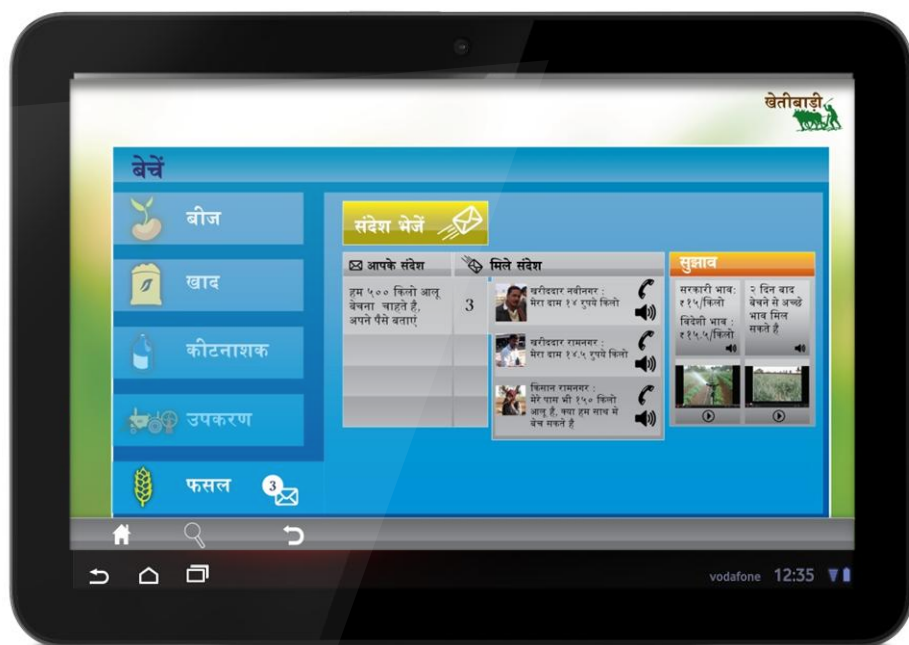 खेतीबाड़ी
बेचें
बीज
खाद
कीटनाशक
उपकरण
फसल 3
संदेश भेजें
आपके संदेश
हम ५०० किलो आलू
बेचना चाहते है,
अपने पैसे बताएं
3
मिले संदेश
खरीददार नवीनगर :
मेरा दाम १४ रुपये किलो
खरीददार रामनगर :
मेरा दाम १४.५ रुपये किलो
किसान रामनगर :
मेरे पास भी १५० किलो
आलू है, क्या हम साथ मे
बेच सकते है
सुझाव
सरकारी भाव:
₹१५/किलो
विदेशी भाव :
₹१५.५/किलो
२ दिन बाद
बेचने से अच्छे
भाव मिल
सकते है
vodafone 12:35